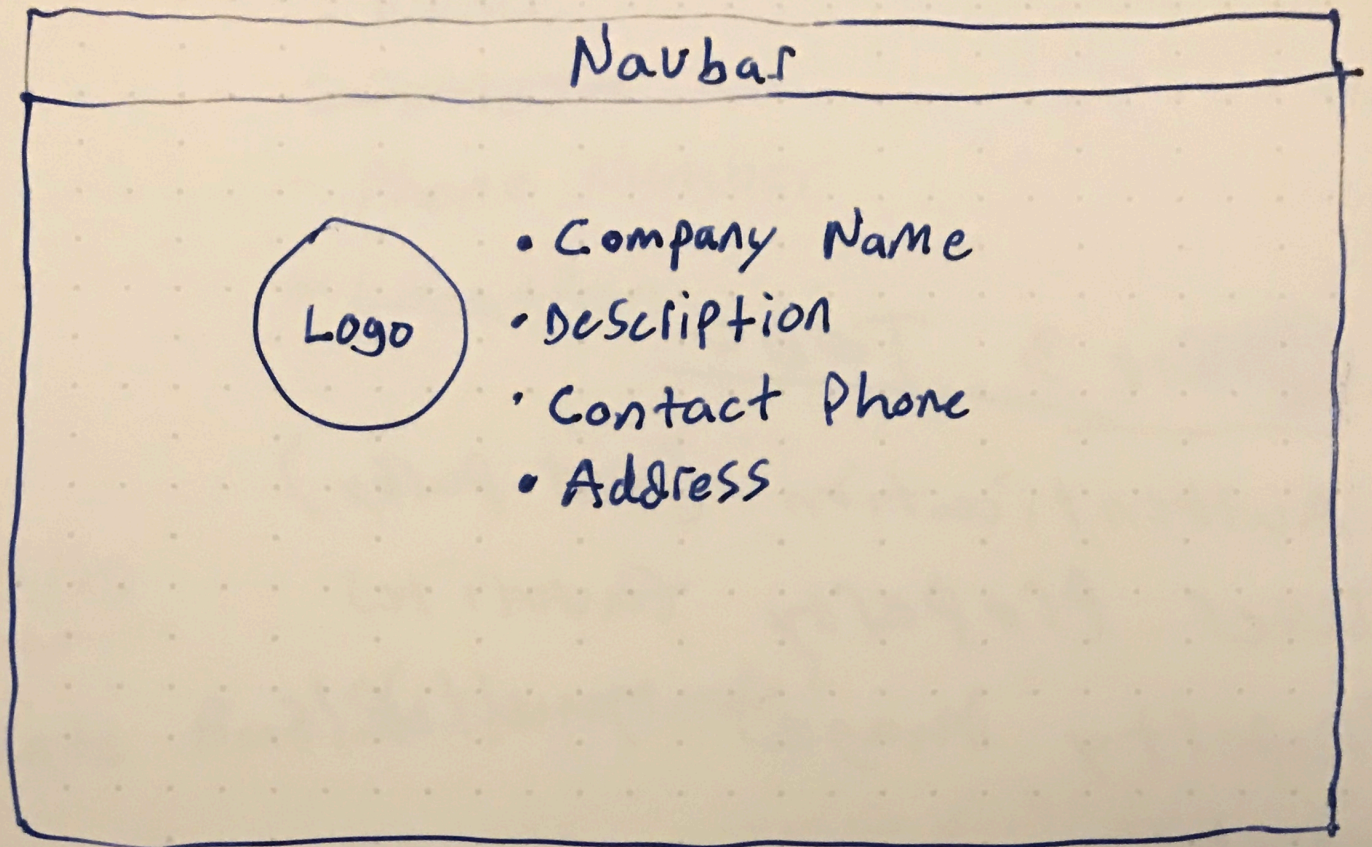 Navbar
Logo
• Company Name
• Description
• Contact Phone
• Address